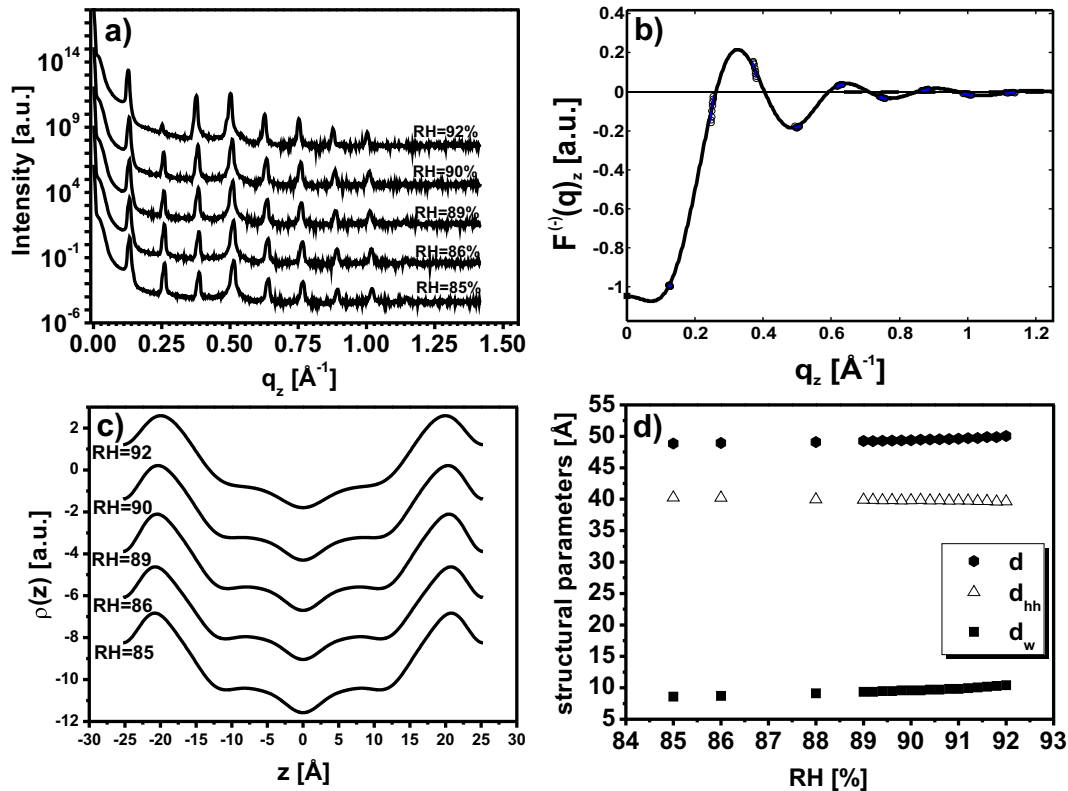 a)
Intensity [a.u.]
10^14
10^9
10^4
10^-1
10^-6
RH=92%
RH=90%
RH=89%
RH=86%
RH=85%
0.00 0.25 0.50 0.75 1.00 1.25 1.50
q_z [Å^-1]
b)
F^(-)(q)_z [a.u.]
0.4
0.2
0
-0.2
-0.4
-0.6
-0.8
-1
0 0.2 0.4 0.6 0.8 1 1.2
q_z [Å^-1]
c)
ρ(z) [a.u.]
2
0
-2
-4
-6
-8
-10
-12
RH=92
RH=90
RH=89
RH=86
RH=85
-30 -25 -20 -15 -10 -5 0 5 10 15 20 25 30
z [Å]
d)
structural parameters [Å]
55
50
45
40
35
30
25
20
15
10
5
d
d_hh
d_w
84 85 86 87 88 89 90 91 92 93
RH [%]